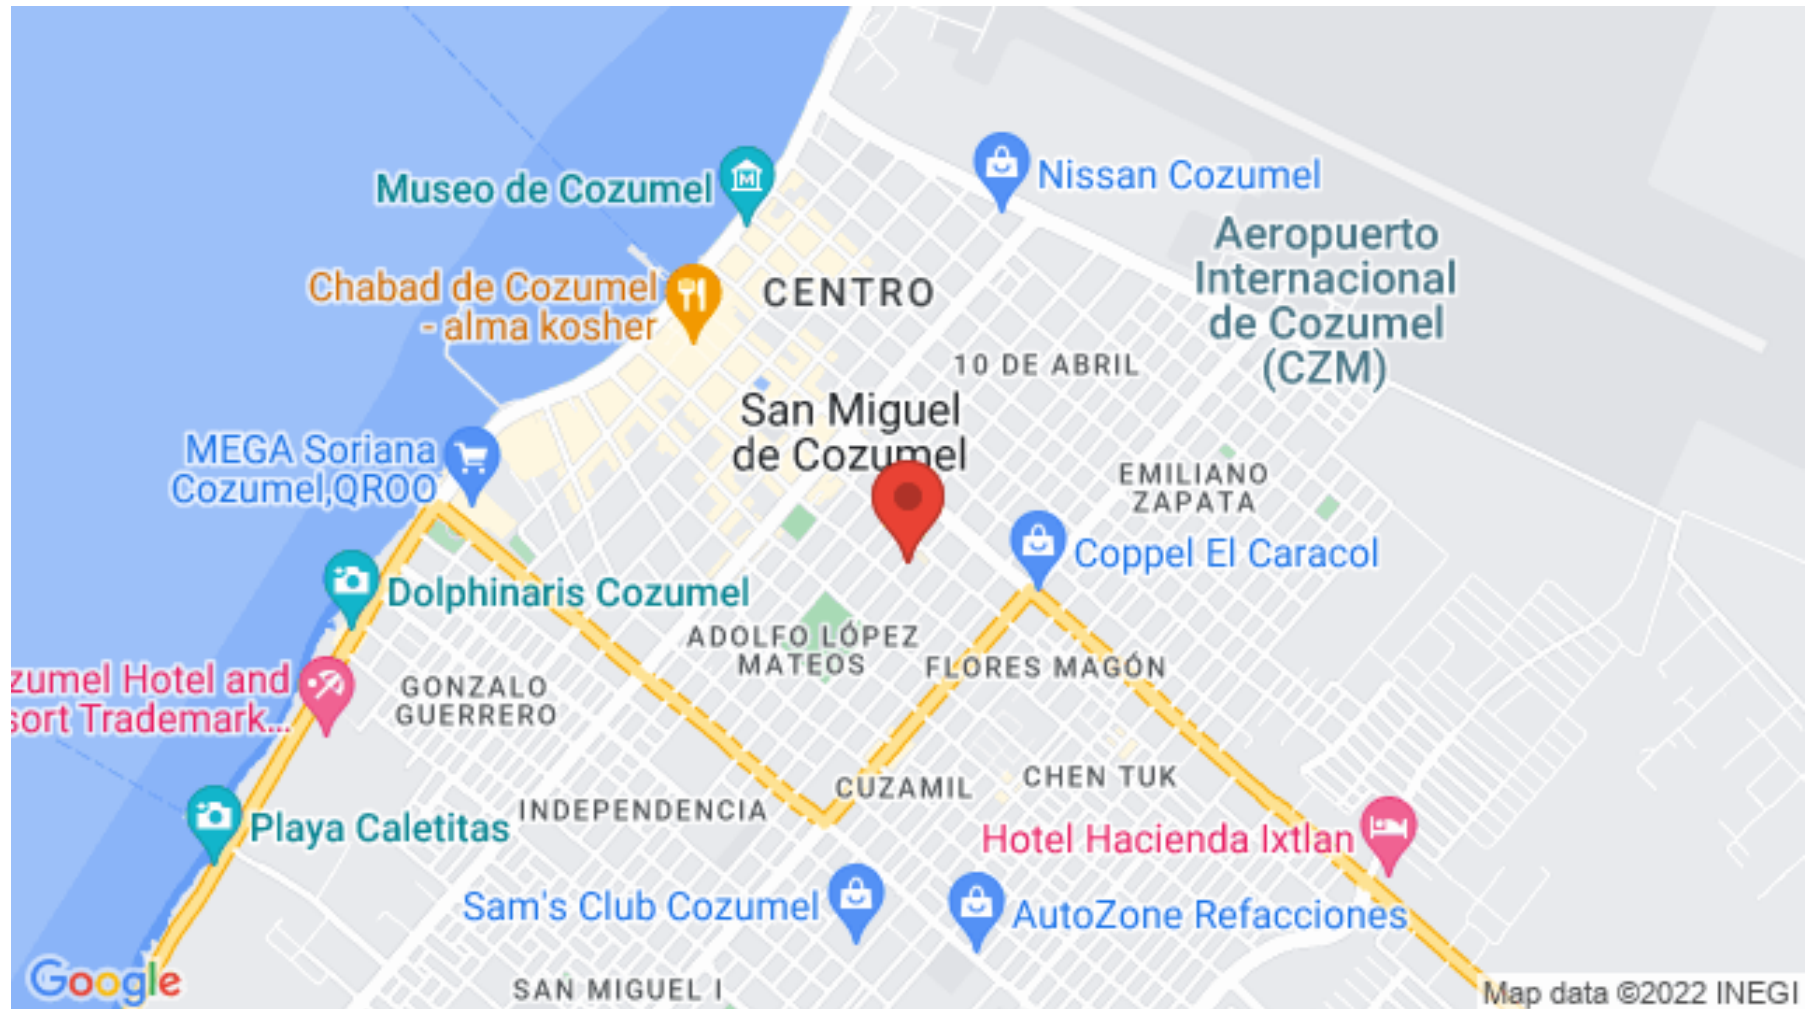 Museo de Cozumel
Nissan Cozumel
Aeropuerto
Internacional
de Cozumel
(CZM)
Chabad de Cozumel
- alma kosher
CENTRO
10 DE ABRIL
San Miguel
de Cozumel
MEGA Soriana
Cozumel,QROO
EMILIANO
ZAPATA
Coppel El Caracol
Dolphinaris Cozumel
ADOLFO LÓPEZ
MATEOS
FLORES MAGÓN
zumel Hotel and
sort Trademark...
GONZALO
GUERRERO
CUZAMIL
CHEN TUK
INDEPENDENCIA
Playa Caletitas
Hotel Hacienda Ixtlan
Sam's Club Cozumel
AutoZone Refacciones
SAN MIGUEL I
Google
Map data ©2022 INEGI